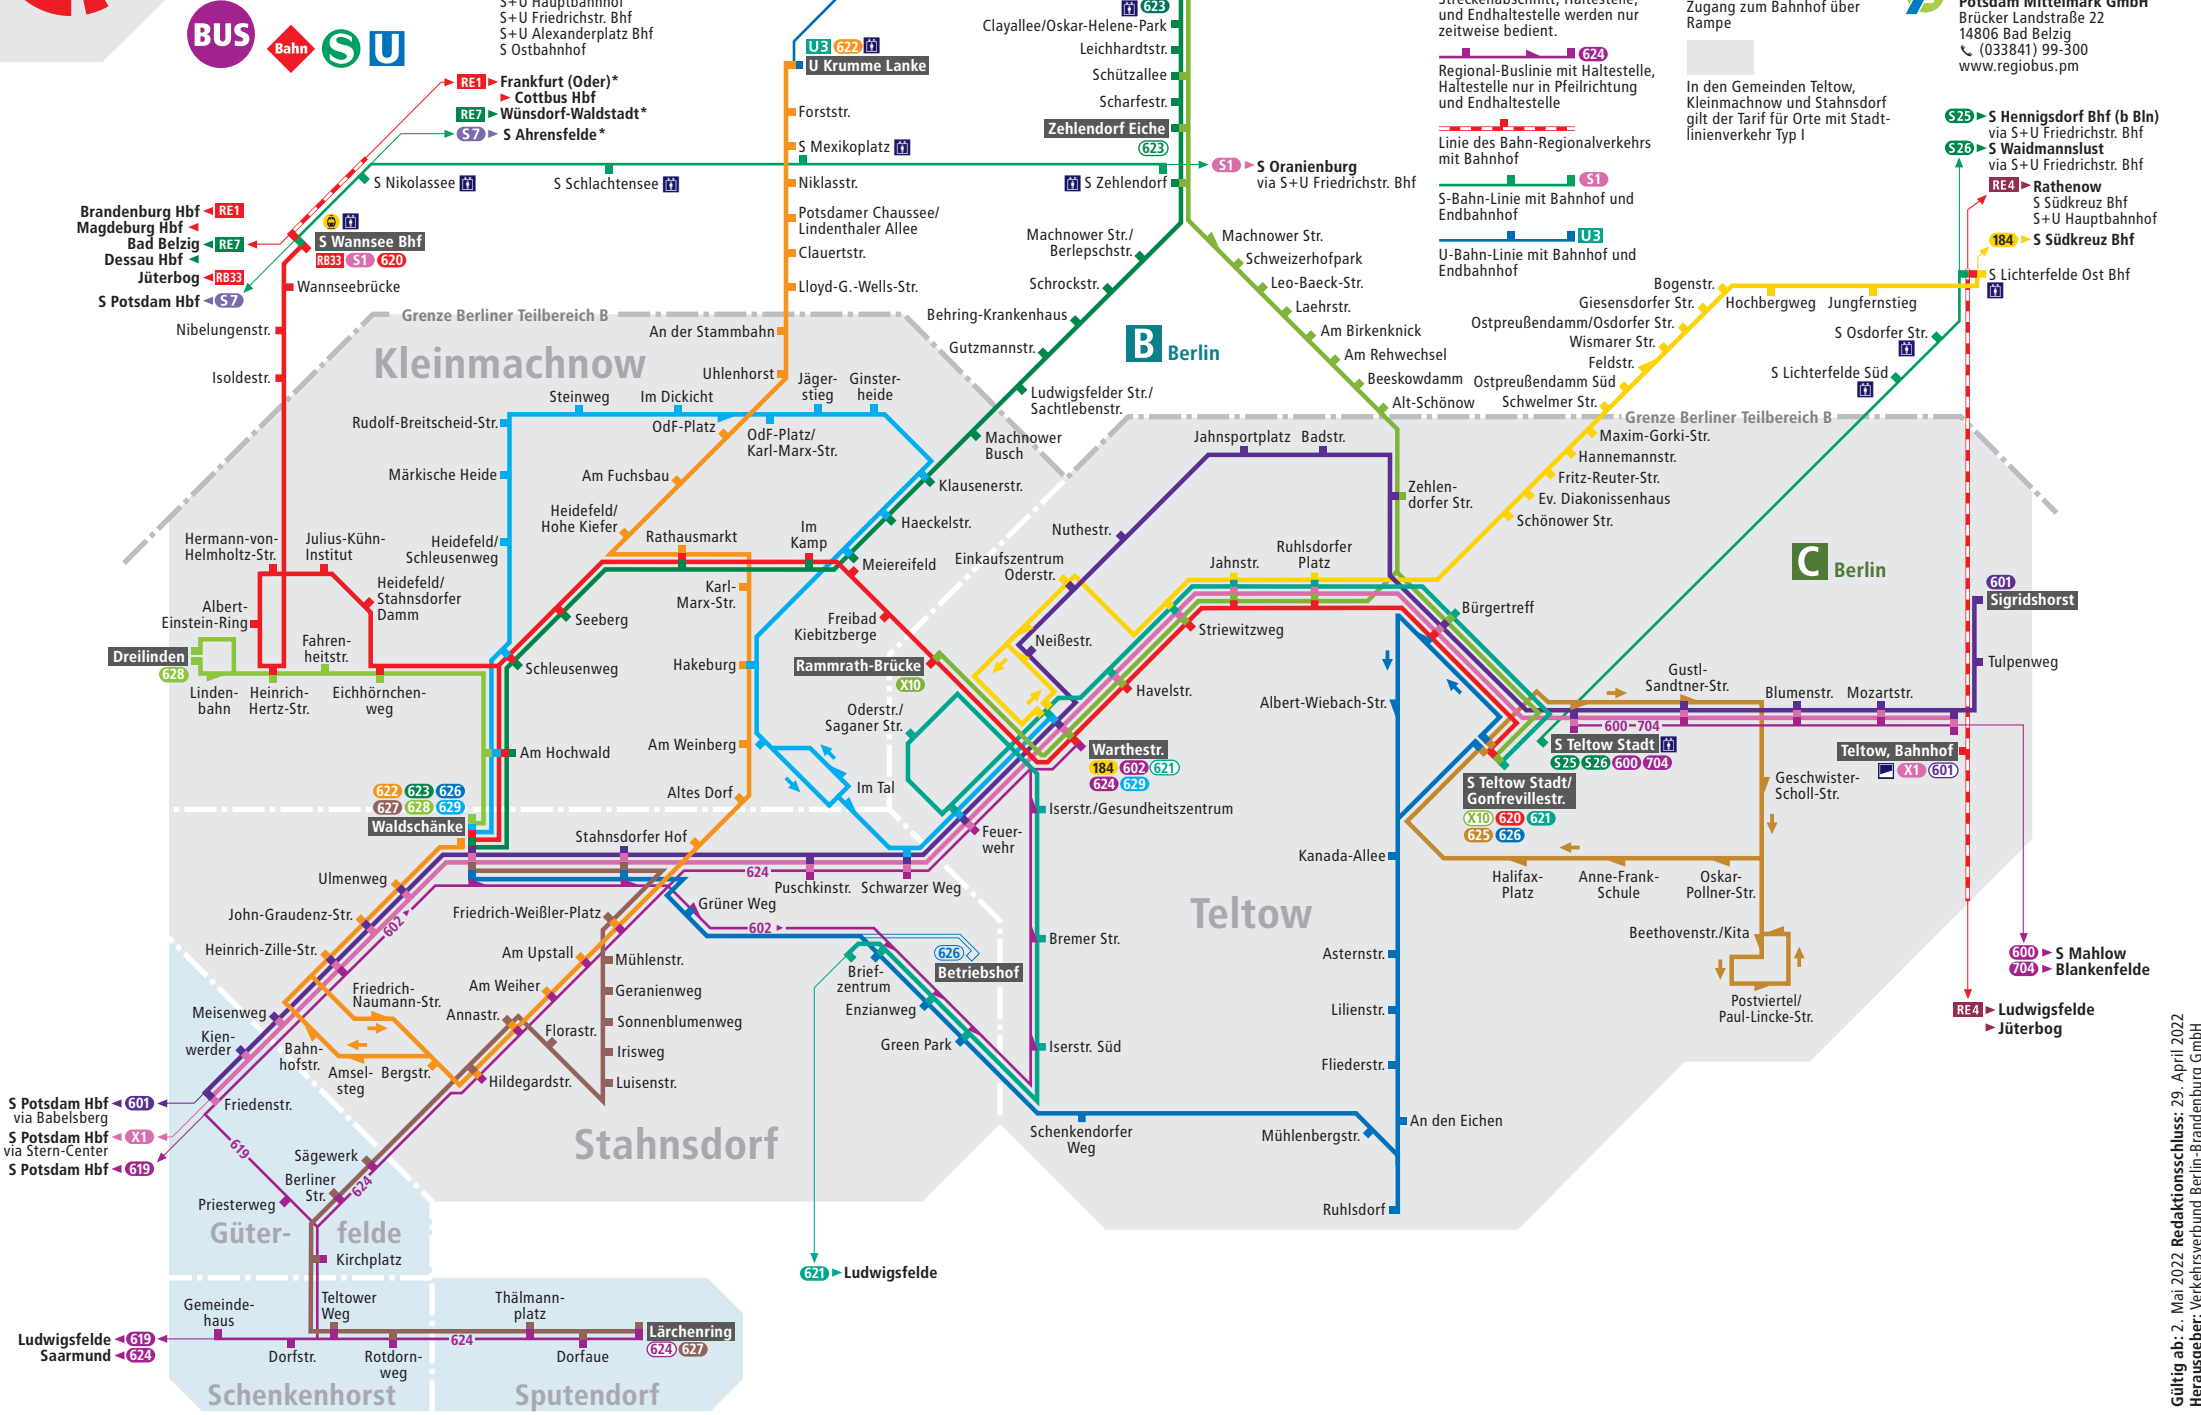 S+U Hauptbahnhof
S+U Friedrichstr. Bhf
S+U Alexanderplatz Bhf
S Ostbahnhof
BUS
Bahn
S
U
RE1 Frankfurt (Oder)*
Cottbus Hbf
RE7 Wünsdorf-Waldstadt*
S7 S Ahrensfelde*
U3 622
U Krumme Lanke
Forststr.
S Mexikoplatz
Niklasstr.
Potsdamer Chaussee/
Lindenthaler Allee
Clauertstr.
Lloyd-G.-Wells-Str.
An der Stammbahn
Uhlenhorst
623
Clayallee/Oskar-Helene-Park
Leichhardtstr.
Schützallee
Scharfestr.
Zehlendorf Eiche
623
S Zehlendorf
S1 S Oranienburg
via S+U Friedrichstr. Bhf
und Endhaltestelle werden nur
zeitweise bedient.
624
Regional-Buslinie mit Haltestelle,
Haltestelle nur in Pfeilrichtung
und Endhaltestelle
Linie des Bahn-Regionalverkehrs
mit Bahnhof
S1
S-Bahn-Linie mit Bahnhof und
Endbahnhof
U3
U-Bahn-Linie mit Bahnhof und
Endbahnhof
Zugang zum Bahnhof über
Rampe
In den Gemeinden Teltow,
Kleinmachnow und Stahnsdorf
gilt der Tarif für Orte mit Stadt-
linienverkehr Typ I
Potsdam Mittelmark GmbH
Brücker Landstraße 22
14806 Bad Belzig
(033841) 99-300
www.regiobus.pm
S25 S Hennigsdorf Bhf (b Bln)
via S+U Friedrichstr. Bhf
S26 S Waidmannslust
via S+U Friedrichstr. Bhf
RE4 Rathenow
S Südkreuz Bhf
S+U Hauptbahnhof
184 S Südkreuz Bhf
S Lichterfelde Ost Bhf
S Nikolassee
S Schlachtensee
Brandenburg Hbf RE1
Magdeburg Hbf
Bad Belzig RE7
Dessau Hbf
Jüterbog RB33
S Potsdam Hbf S7
S Wannsee Bhf
RB33 S1 620
Wannseebrücke
Nibelungenstr.
Isoldestr.
Grenze Berliner Teilbereich B
Kleinmachnow
Machnower Str./
Berlepschstr.
Schrockstr.
Behring-Krankenhaus
Gutzmannstr.
Ludwigsfelder Str./
Sachtlebenstr.
Machnower
Busch
Klausenerstr.
Haeckelstr.
Meiereifeld
B Berlin
Machnower Str.
Schweizerhofpark
Leo-Baeck-Str.
Laehrstr.
Am Birkenknick
Am Rehwechsel
Beeskowdamm
Alt-Schönow
Bogenstr.
Hochbergweg
Jungfernstieg
Giesensdorfer Str.
Ostpreußendamm/Osdorfer Str.
Wismarer Str.
Feldstr.
Ostpreußendamm Süd
Schwelmer Str.
S Osdorfer Str.
S Lichterfelde Süd
Grenze Berliner Teilbereich B
Maxim-Gorki-Str.
Hannemannstr.
Fritz-Reuter-Str.
Ev. Diakonissenhaus
Schönower Str.
C Berlin
Steinweg
Im Dickicht
Jäger-
stieg
Ginster-
heide
Rudolf-Breitscheid-Str.
OdF-Platz
OdF-Platz/
Karl-Marx-Str.
Märkische Heide
Am Fuchsbau
Heidefeld/
Hohe Kiefer
Heidefeld/
Schleusenweg
Rathausmarkt
Im
Kamp
Karl-
Marx-Str.
Seeberg
Schleusenweg
Hakeburg
Am Weinberg
Altes Dorf
Im Tal
Hermann-von-
Helmholtz-Str.
Julius-Kühn-
Institut
Heidefeld/
Stahnsdorfer
Damm
Albert-
Einstein-Ring
Dreilinden
628
Linden-
bahn
Heinrich-
Hertz-Str.
Fahren-
heitstr.
Eichhörnchen-
weg
Am Hochwald
622 623 626
627 628 629
Waldschänke
Freibad
Kiebitzberge
Rammrath-Brücke
X10
Oderstr./
Saganer Str.
Jahnsportplatz
Badstr.
Zehlen-
dorfer Str.
Nuthestr.
Einkaufszentrum
Oderstr.
Neißestr.
Jahnstr.
Ruhlsdorfer
Platz
Striewitzweg
Havelstr.
Bürgertreff
Warthestr.
184 602 621
624 629
Iserstr./Gesundheitszentrum
Feuer-
wehr
Albert-Wiebach-Str.
S Teltow Stadt
S25 S26 600 704
S Teltow Stadt/
Gonfrevillestr.
X10 620 621
625 626
600-704
Gustl-
Sandtner-Str.
Blumenstr.
Mozartstr.
601
Sigridshorst
Tulpenweg
Teltow, Bahnhof
X1 601
Geschwister-
Scholl-Str.
Halifax-
Platz
Anne-Frank-
Schule
Oskar-
Pollner-Str.
Beethovenstr./Kita
Postviertel/
Paul-Lincke-Str.
Kanada-Allee
Asternstr.
Lilienstr.
Fliederstr.
An den Eichen
Mühlenbergstr.
Ruhlsdorf
Teltow
Bremer Str.
Iserstr. Süd
Schenkendorfer
Weg
Stahnsdorfer Hof
624
Puschkinstr.
Schwarzer Weg
Grüner Weg
602
626
Betriebshof
Brief-
zentrum
Enzianweg
Green Park
621 Ludwigsfelde
Ulmenweg
John-Graudenz-Str.
602
Heinrich-Zille-Str.
Meisenweg
Kien-
werder
Friedenstr.
Friedrich-
Naumann-Str.
Bahn-
hofstr.
Amsel-
steg
Bergstr.
Friedrich-Weißler-Platz
Am Upstall
Am Weiher
Annastr.
Florastr.
Hildegardstr.
Mühlenstr.
Geranienweg
Sonnenblumenweg
Irisweg
Luisenstr.
Stahnsdorf
S Potsdam Hbf 601
via Babelsberg
S Potsdam Hbf X1
via Stern-Center
S Potsdam Hbf 619
619
Sägewerk
Berliner
Str.
624
Priesterweg
Güter- felde
Kirchplatz
Gemeinde-
haus
Teltower
Weg
Thälmann-
platz
Lärchenring
624 627
Ludwigsfelde 619
Saarmund 624
624
Dorfstr.
Rotdorn-
weg
Dorfaue
Schenkenhorst
Sputendorf
600 S Mahlow
704 Blankenfelde
RE4 Ludwigsfelde
Jüterbog
Gültig ab: 2. Mai 2022 Redaktionsschluss: 29. April 2022
Herausgeber: Verkehrsverbund Berlin-Brandenburg GmbH